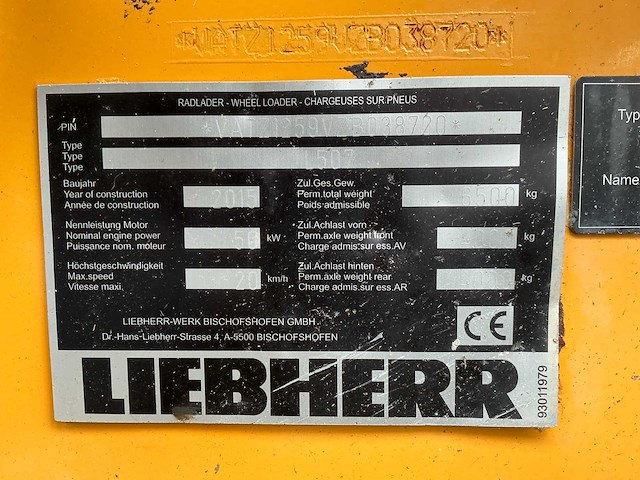 *VATZ1259VZB038720*
RADLADER - WHEEL LOADER - CHARGEUSES SUR PNEUS
PIN
Type
Type
Type
L507
Baujahr
Year of construction 2015
Année de construction
Zul.Ges.Gew.
Perm.total weight kg
Poids admissible
Nennleistung Motor
Nominal engine power 50 kW
Puissance nom. moteur
Zul.Achlast vorn
Perm.axle weight front kg
Charge admis.sur ess.AV
Höchstgeschwindigkeit
Max.speed 20 km/h
Vitesse maxi.
Zul.Achlast hinten
Perm.axle weight rear kg
Charge admis.sur ess.AR
LIEBHERR-WERK BISCHOFSHOFEN GMBH
Dr.-Hans-Liebherr-Strasse 4, A-5500 BISCHOFSHOFEN
CE
LIEBHERR
93011979
Name